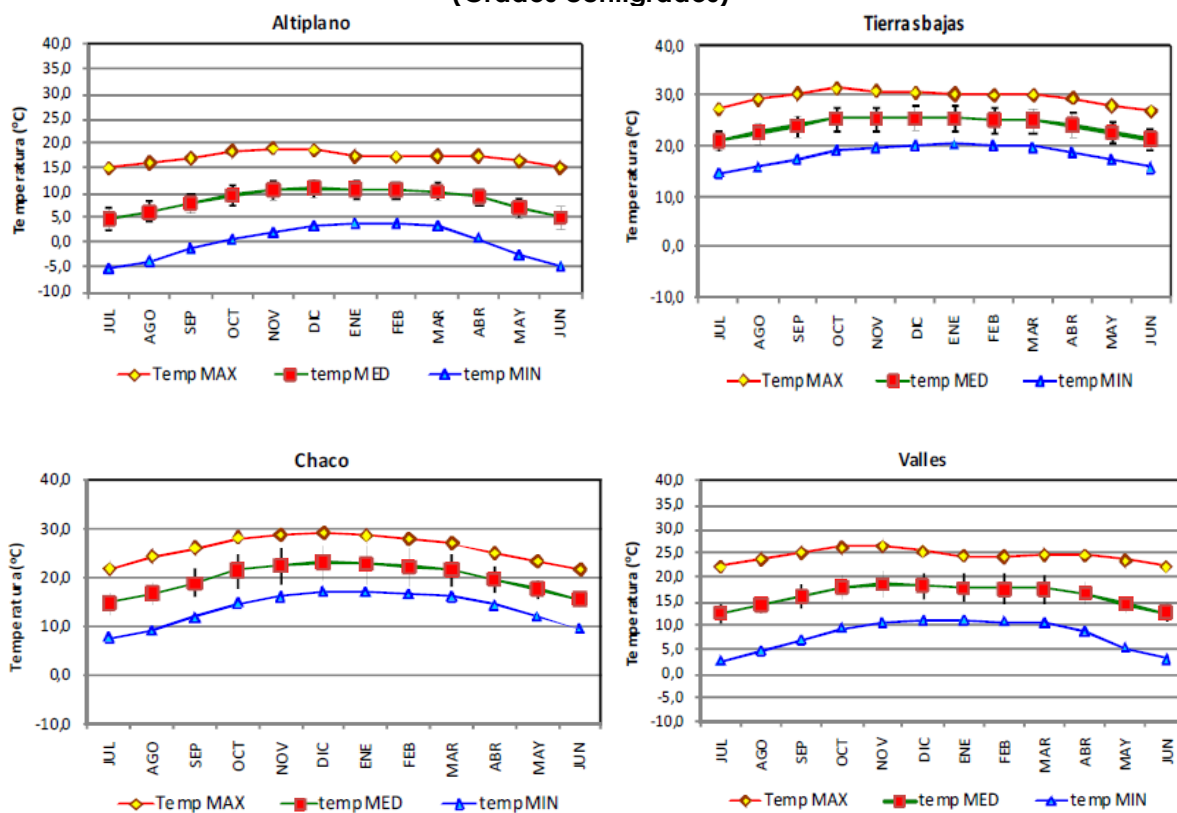 Altiplano
40,0
35,0
30,0
25,0
20,0
15,0
10,0
5,0
0,0
-5,0
-10,0
Temperatura (°C)
JUL AGO SEP OCT NOV DIC ENE FEB MAR ABR MAY JUN
Temp MAX temp MED temp MIN
Tierras bajas
40,0
30,0
20,0
10,0
0,0
-10,0
Temperatura (°C)
JUL AGO SEP OCT NOV DIC ENE FEB MAR ABR MAY JUN
Temp MAX temp MED temp MIN
Chaco
40,0
30,0
20,0
10,0
0,0
-10,0
Temperatura (°C)
JUL AGO SEP OCT NOV DIC ENE FEB MAR ABR MAY JUN
Temp MAX temp MED temp MIN
Valles
40,0
35,0
30,0
25,0
20,0
15,0
10,0
5,0
0,0
-5,0
-10,0
Temperatura (°C)
JUL AGO SEP OCT NOV DIC ENE FEB MAR ABR MAY JUN
Temp MAX temp MED temp MIN